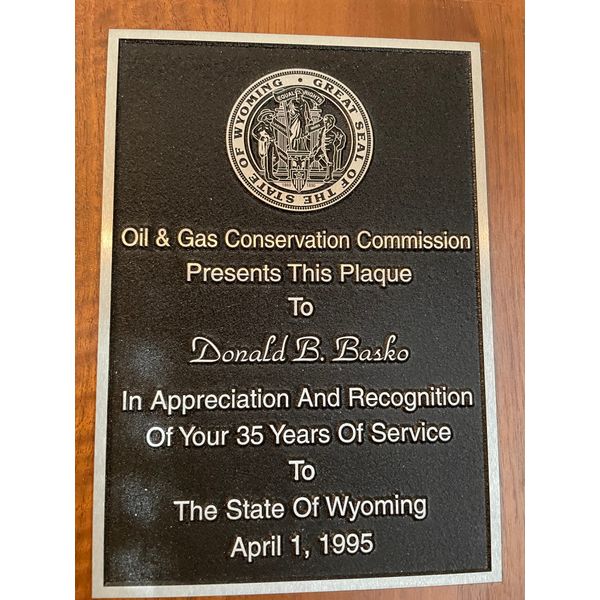 GREAT SEAL OF THE STATE OF WYOMING
EQUAL RIGHTS
Oil & Gas Conservation Commission
Presents This Plaque
To
Donald B. Basko
In Appreciation And Recognition
Of Your 35 Years Of Service
To
The State Of Wyoming
April 1, 1995